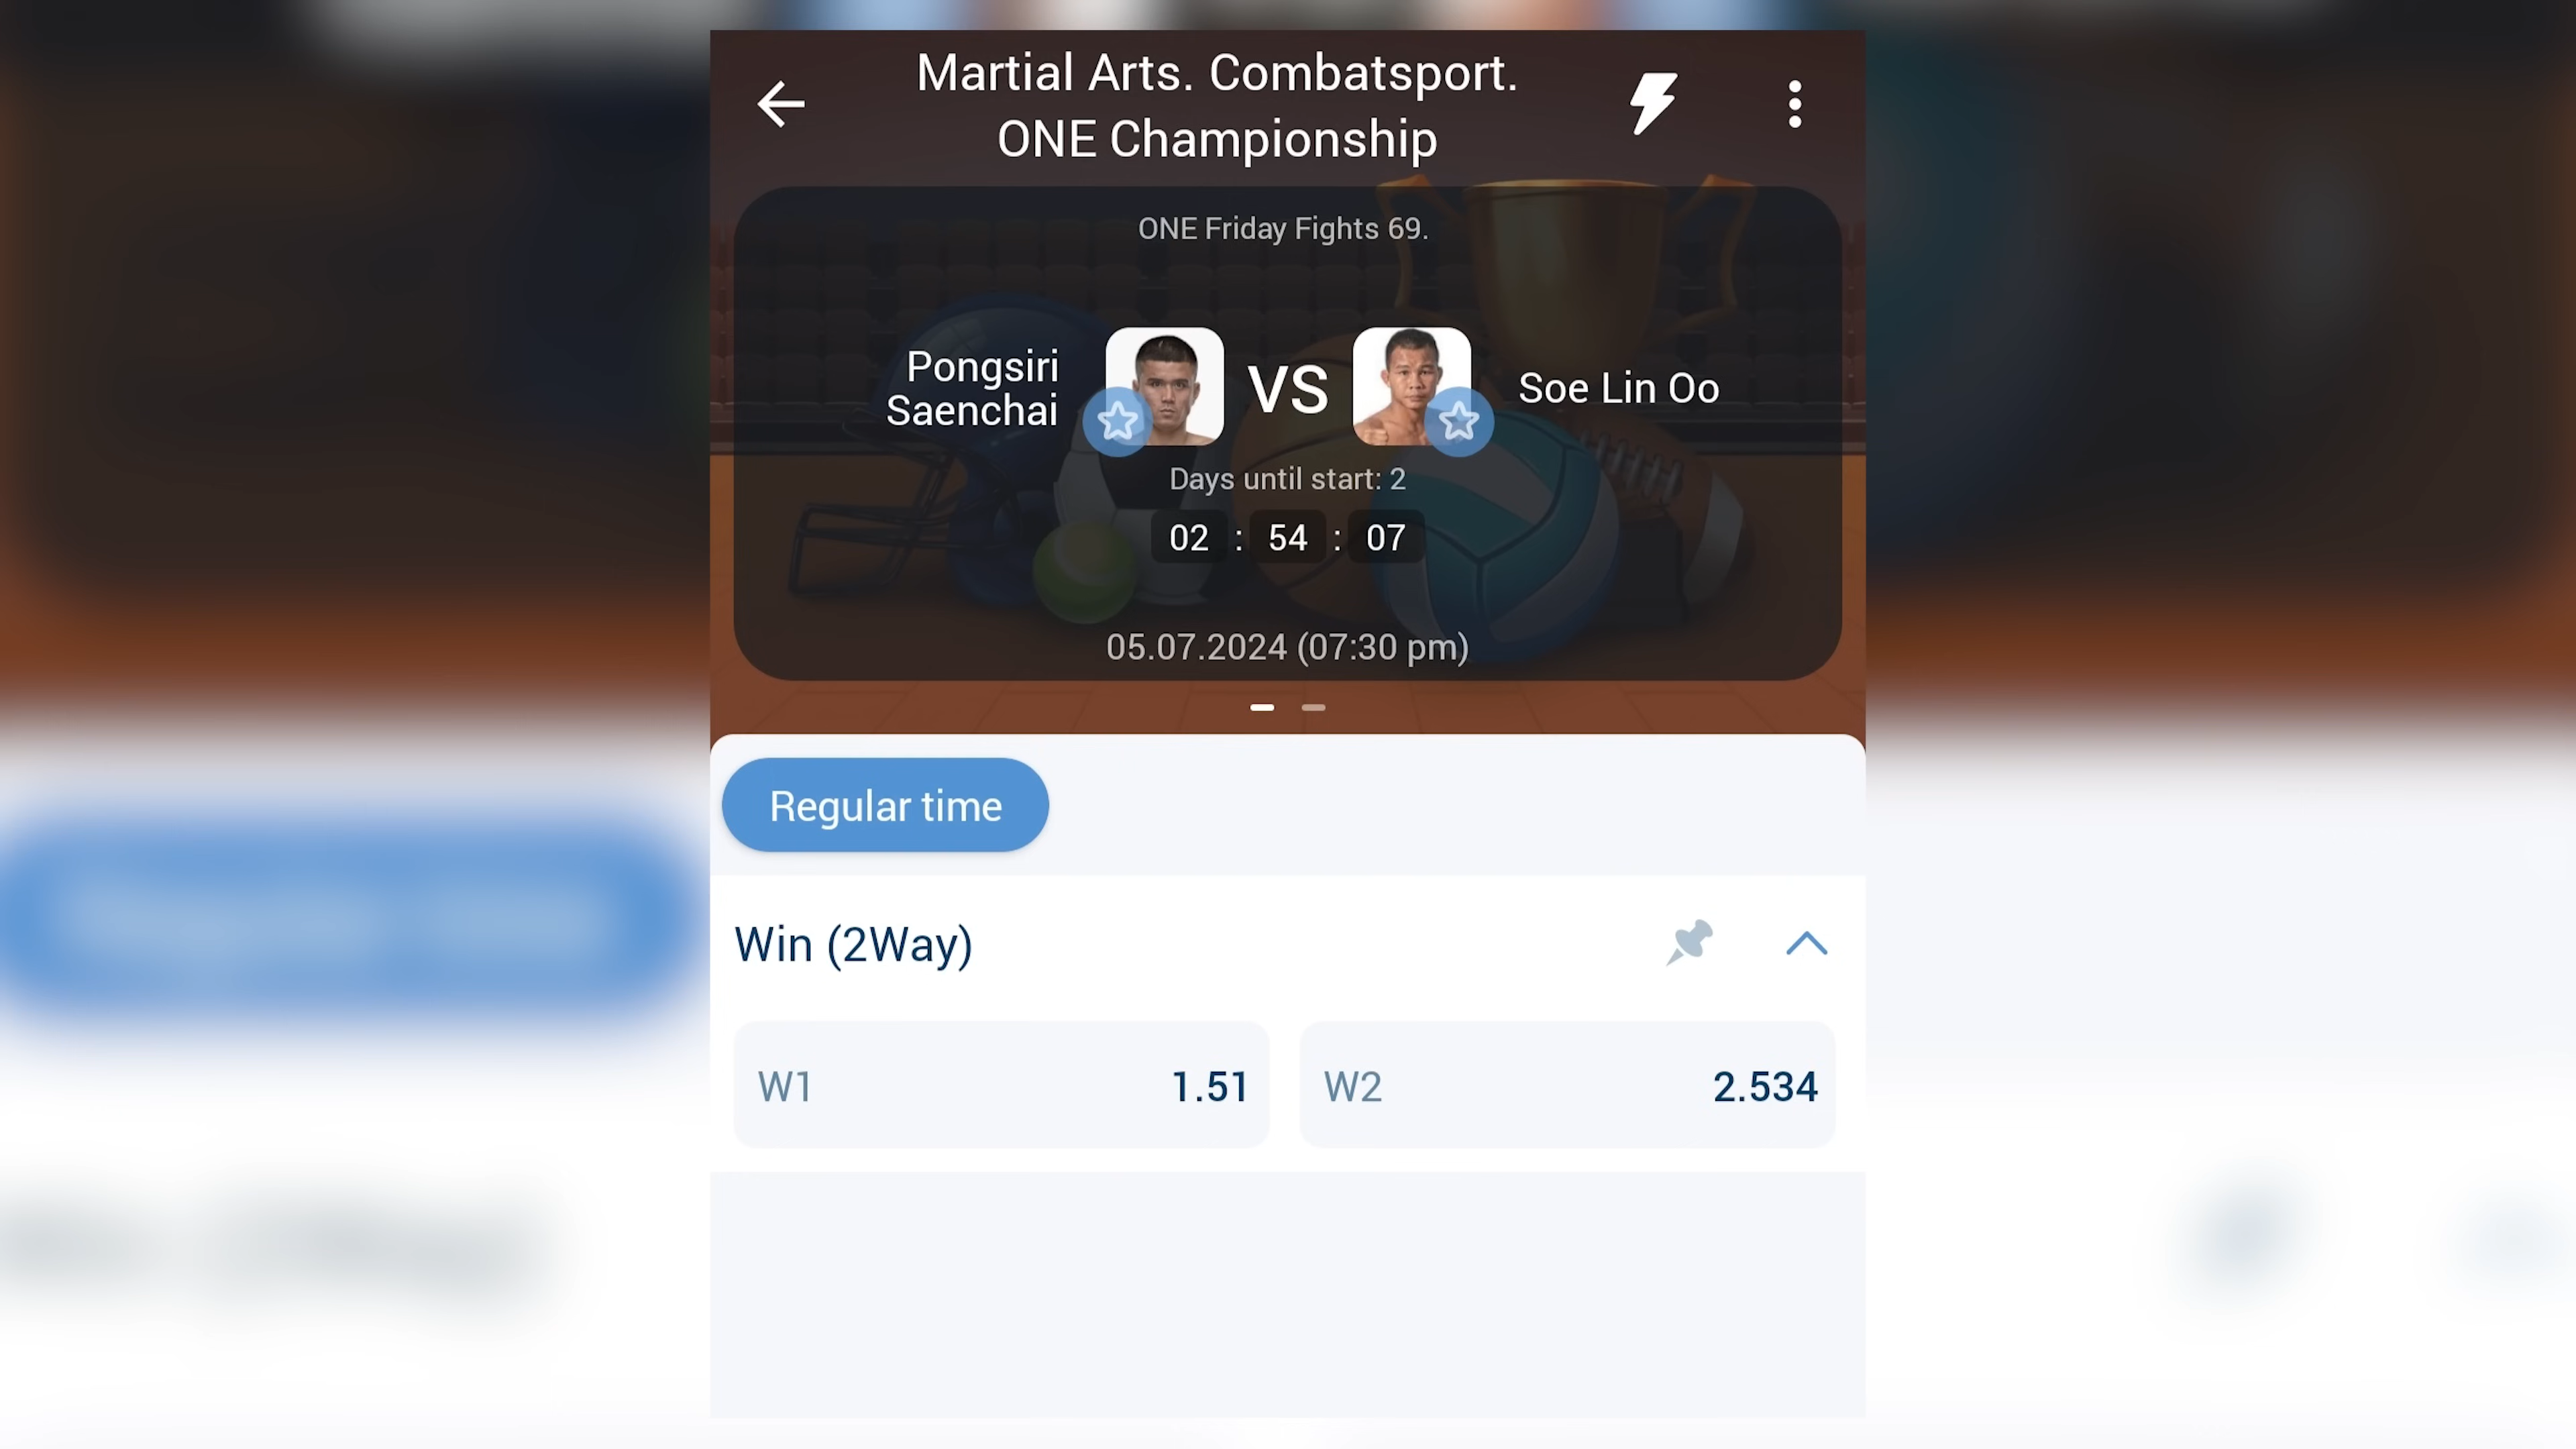 Martial Arts. Combatsport.
ONE Championship
ONE Friday Fights 69.
Pongsiri
Saenchai
VS
Soe Lin Oo
Days until start: 2
02 : 54 : 07
05.07.2024 (07:30 pm)
Regular time
Win (2Way)
W1 1.51 W2 2.534